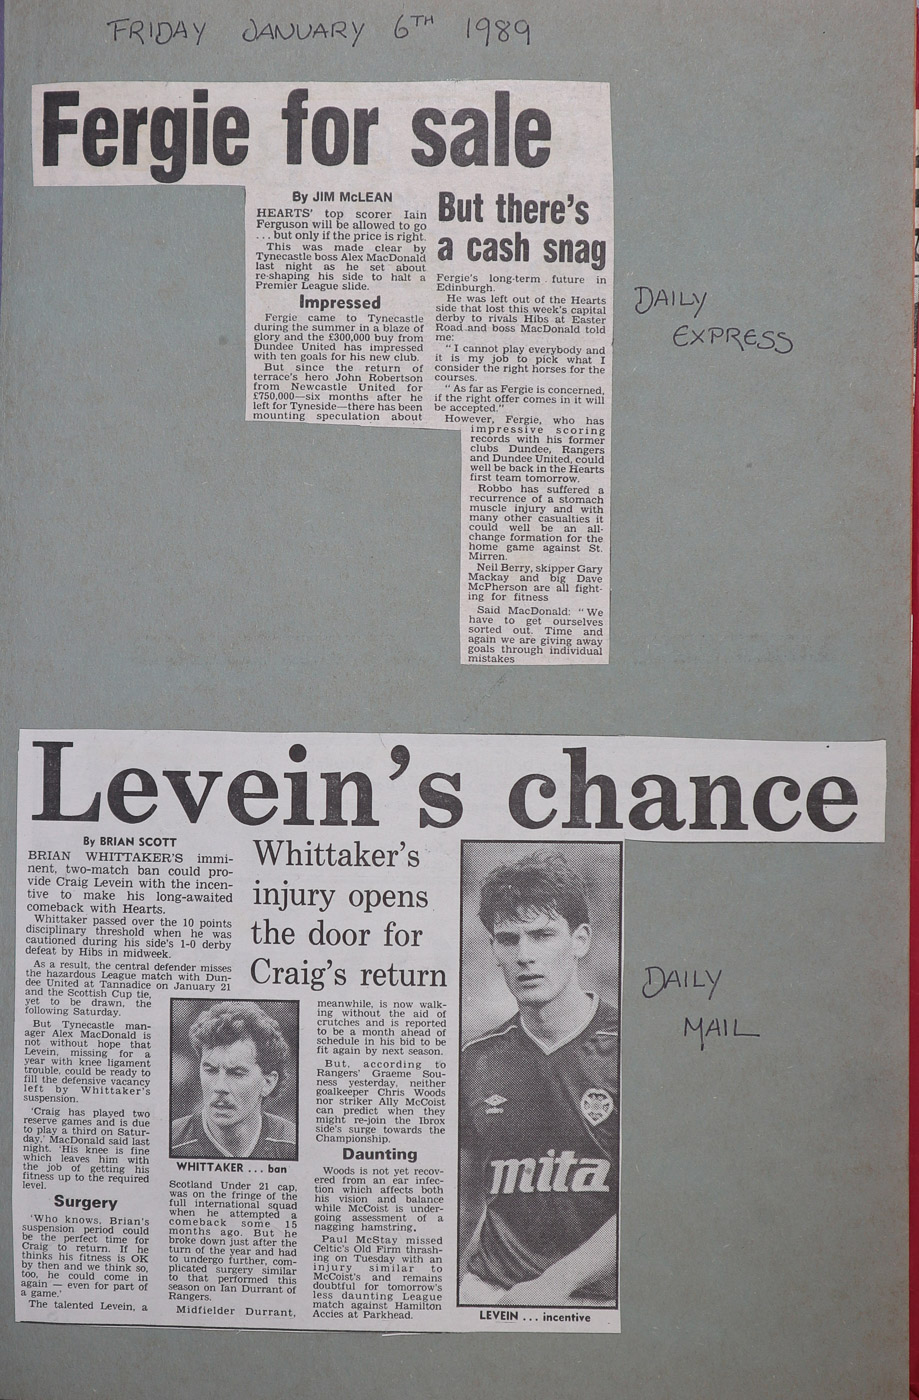 FRIDAY JANUARY 6TH 1989
Fergie for sale
By JIM McLEAN
HEARTS' top scorer Iain
Ferguson will be allowed to go
... but only if the price is right.
This was made clear by
Tynecastle boss Alex MacDonald
last night as he set about
re-shaping his side to halt a
Premier League slide.
Impressed
Fergie came to Tynecastle
during the summer in a blaze of
glory and the £300,000 buy from
Dundee United has impressed
with ten goals for his new club.
But since the return of
terrace's hero John Robertson
from Newcastle United for
£750,000—six months after he
left for Tyneside—there has been
mounting speculation about
But there's
a cash snag
Fergie's long-term future in
Edinburgh.
He was left out of the Hearts
side that lost this week's capital
derby to rivals Hibs at Easter
Road and boss MacDonald told
me:
"I cannot play everybody and
it is my job to pick what I
consider the right horses for the
courses.
"As far as Fergie is concerned,
if the right offer comes in it will
be accepted."
However, Fergie, who has
impressive scoring
records with his former
clubs Dundee, Rangers
and Dundee United, could
well be back in the Hearts
first team tomorrow.
Robbo has suffered a
recurrence of a stomach
muscle injury and with
many other casualties it
could well be an all-
change formation for the
home game against St.
Mirren.
Neil Berry, skipper Gary
Mackay and big Dave
McPherson are all fight-
ing for fitness
Said MacDonald: "We
have to get ourselves
sorted out. Time and
again we are giving away
goals through individual
mistakes
DAILY
EXPRESS
Levein's chance
By BRIAN SCOTT
BRIAN WHITTAKER'S immi-
nent, two-match ban could pro-
vide Craig Levein with the incen-
tive to make his long-awaited
comeback with Hearts.
Whittaker passed over the 10 points
disciplinary threshold when he was
cautioned during his side's 1-0 derby
defeat by Hibs in midweek.
As a result, the central defender misses
the hazardous League match with Dun-
dee United at Tannadice on January 21
and the Scottish Cup tie,
yet to be drawn, the
following Saturday.
But Tynecastle man-
ager Alex MacDonald is
not without hope that
Levein, missing for a
year with knee ligament
trouble, could be ready to
fill the defensive vacancy
left by Whittaker's
suspension.
'Craig has played two
reserve games and is due
to play a third on Satur-
day,' MacDonald said last
night. 'His knee is fine
which leaves him with
the job of getting his
fitness up to the required
level.
Surgery
'Who knows, Brian's
suspension period could
be the perfect time for
Craig to return. If he
thinks his fitness is OK
by then and we think so,
too, he could come in
again — even for part of
a game.'
The talented Levein, a
Whittaker's
injury opens
the door for
Craig's return
WHITTAKER ... ban
Scotland Under 21 cap,
was on the fringe of the
full international squad
when he attempted a
comeback some 15
months ago. But he
broke down just after the
turn of the year and had
to undergo further, com-
plicated surgery similar
to that performed this
season on Ian Durrant of
Rangers.
Midfielder Durrant,
meanwhile, is now walk-
ing without the aid of
crutches and is reported
to be a month ahead of
schedule in his bid to be
fit again by next season.
But, according to
Rangers' Graeme Sou-
ness yesterday, neither
goalkeeper Chris Woods
nor striker Ally McCoist
can predict when they
might re-join the Ibrox
side's surge towards the
Championship.
Daunting
Woods is not yet recov-
ered from an ear infec-
tion which affects both
his vision and balance
while McCoist is under-
going assessment of a
nagging hamstring.
Paul McStay missed
Celtic's Old Firm thrash-
ing on Tuesday with an
injury similar to
McCoist's and remains
doubtful for tomorrow's
less daunting League
match against Hamilton
Accies at Parkhead.
mita
LEVEIN ... incentive
DAILY
MAIL